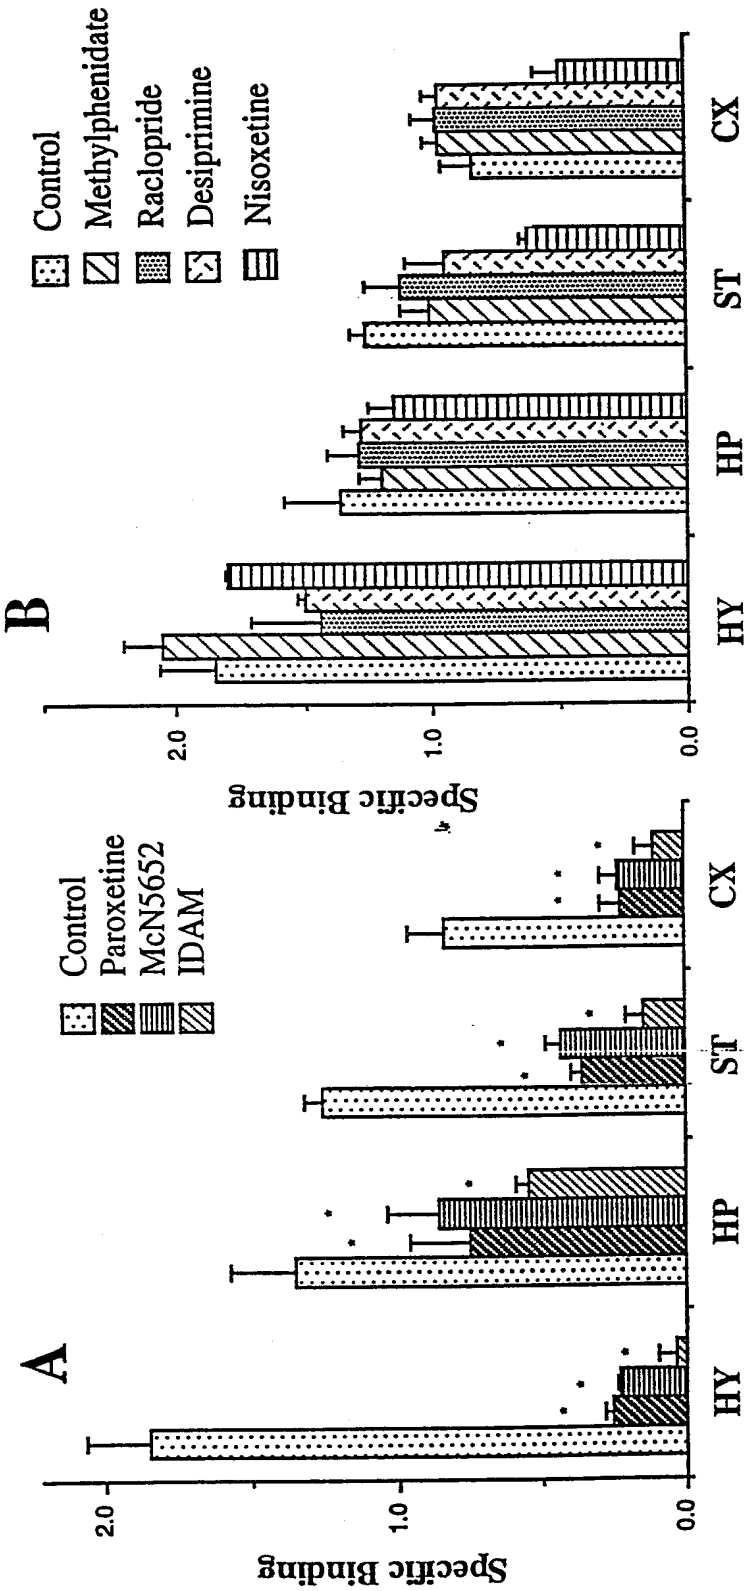 A
Control
Paroxetine
McN5652
IDAM
Specific Binding
2.0
1.0
0.0
HY
HP
ST
CX
B
Control
Methylphenidate
Raclopride
Desiprimine
Nisoxetine
Specific Binding
2.0
1.0
0.0
HY
HP
ST
CX